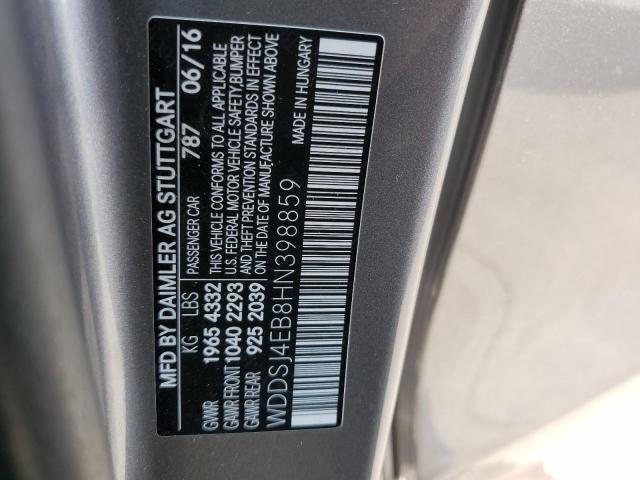 MFD BY DAIMLER AG STUTTGART
PASSENGER CAR 787 06/16
KG LBS
GAWR 1965 4332
GAWR FRONT 1040 2293
GAWR REAR 925 2039
THIS VEHICLE CONFORMS TO ALL APPLICABLE
U.S. FEDERAL MOTOR VEHICLE SAFETY, BUMPER
AND THEFT PREVENTION STANDARDS IN EFFECT
ON THE DATE OF MANUFACTURE SHOWN ABOVE
MADE IN HUNGARY
WDDSJ4EB8HN398859